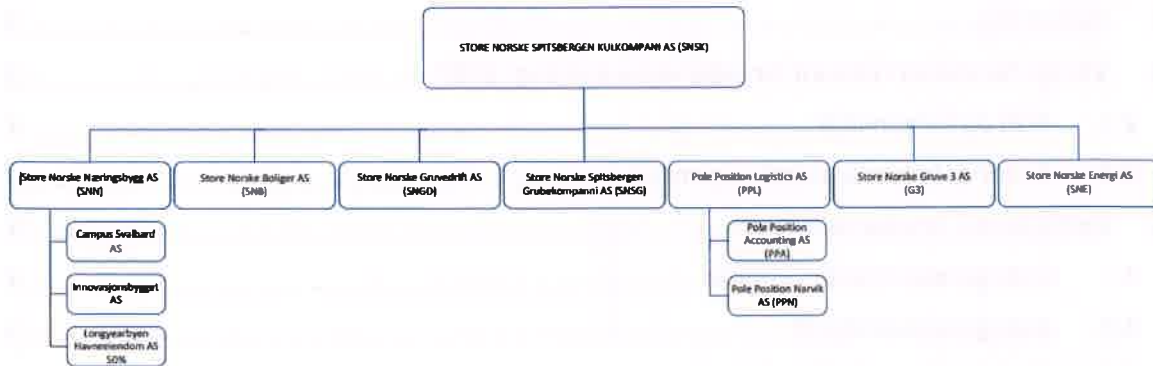 STORE NORSKE SPITSBERGEN KULKOMPANI AS (SNSK)
Store Norske Næringsbygg AS
(SNN)
Store Norske Boliger AS
(SNB)
Store Norske Gruvedrift AS
(SNGD)
Store Norske Spitsbergen
Grubekompanni AS (SNSG)
Pole Position Logistics AS
(PPL)
Store Norske Gruve 3 AS
(G3)
Store Norske Energi AS
(SNE)
Campus Svalbard
AS
Innovasjonsbygget
AS
Longyearbyen
Havneeiendom AS
50%
Pole Position
Accounting AS
(PPA)
Pole Position Narvik
AS (PPN)